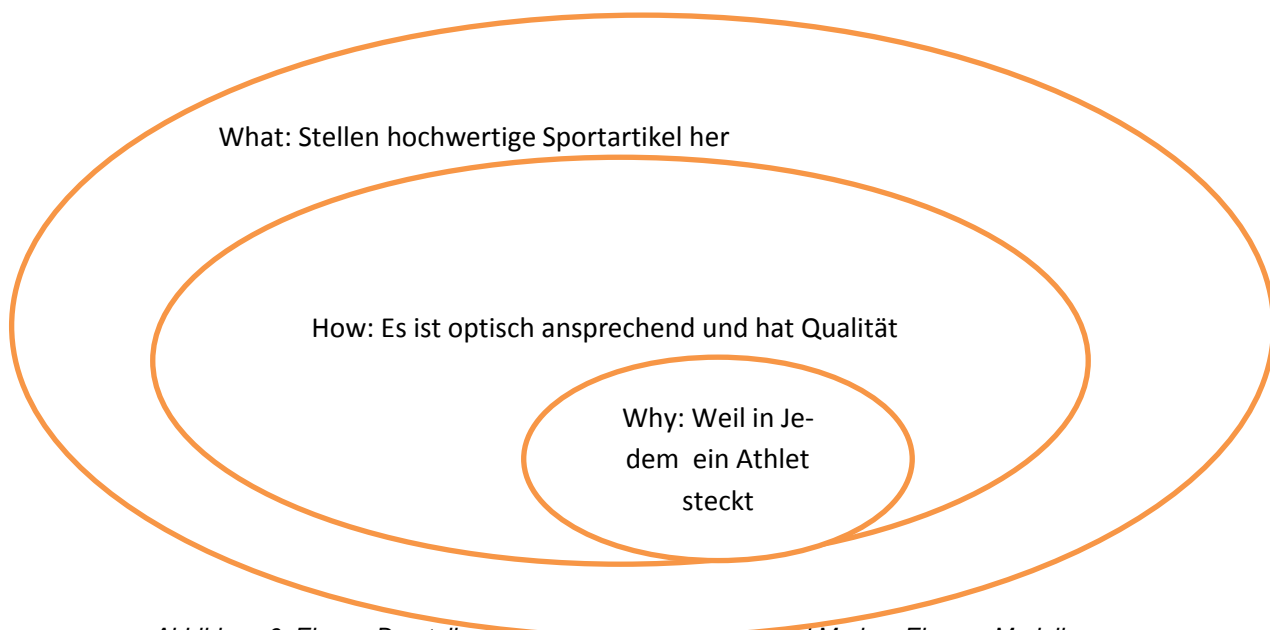 What: Stellen hochwertige Sportartikel her
How: Es ist optisch ansprechend und hat Qualität
Why: Weil in Je-
dem ein Athlet
steckt